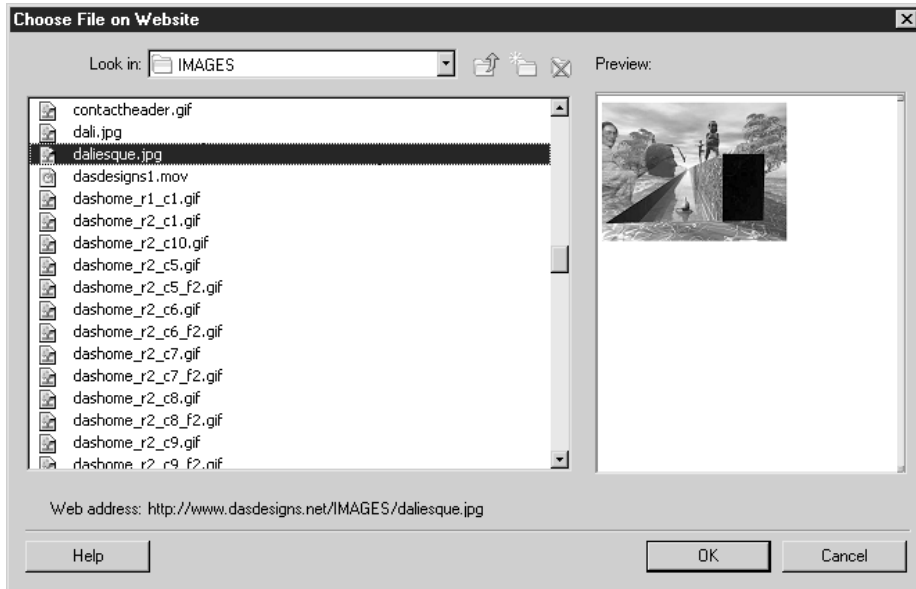 Choose File on Website
Look in: IMAGES
Preview:
contactheader.gif
dali.jpg
daliesque.jpg
dasdesigns1.mov
dashome_r1_c1.gif
dashome_r2_c1.gif
dashome_r2_c10.gif
dashome_r2_c5.gif
dashome_r2_c5_f2.gif
dashome_r2_c6.gif
dashome_r2_c6_f2.gif
dashome_r2_c7.gif
dashome_r2_c7_f2.gif
dashome_r2_c8.gif
dashome_r2_c8_f2.gif
dashome_r2_c9.gif
dashome_r2_c9_f2.gif
Web address: http://www.dasdesigns.net/IMAGES/daliesque.jpg
Help
OK
Cancel